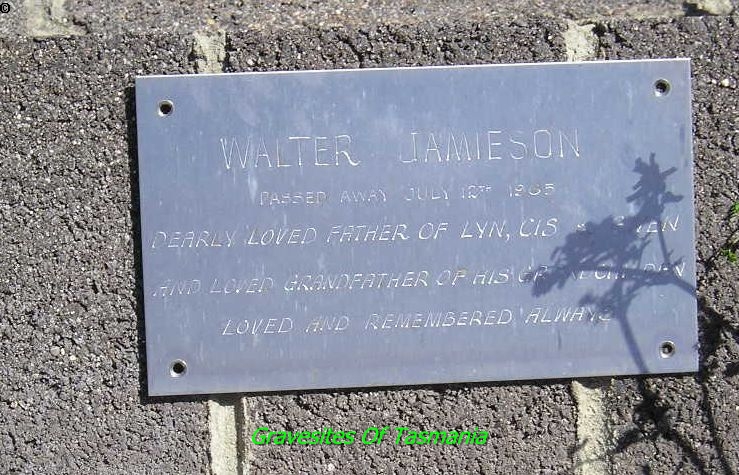 ©
WALTER JAMIESON
PASSED AWAY JULY 12TH 1985
DEARLY LOVED FATHER OF LYN, CIS
AND LOVED GRANDFATHER OF HIS
LOVED AND REMEMBERED ALWAYS
Gravesites Of Tasmania